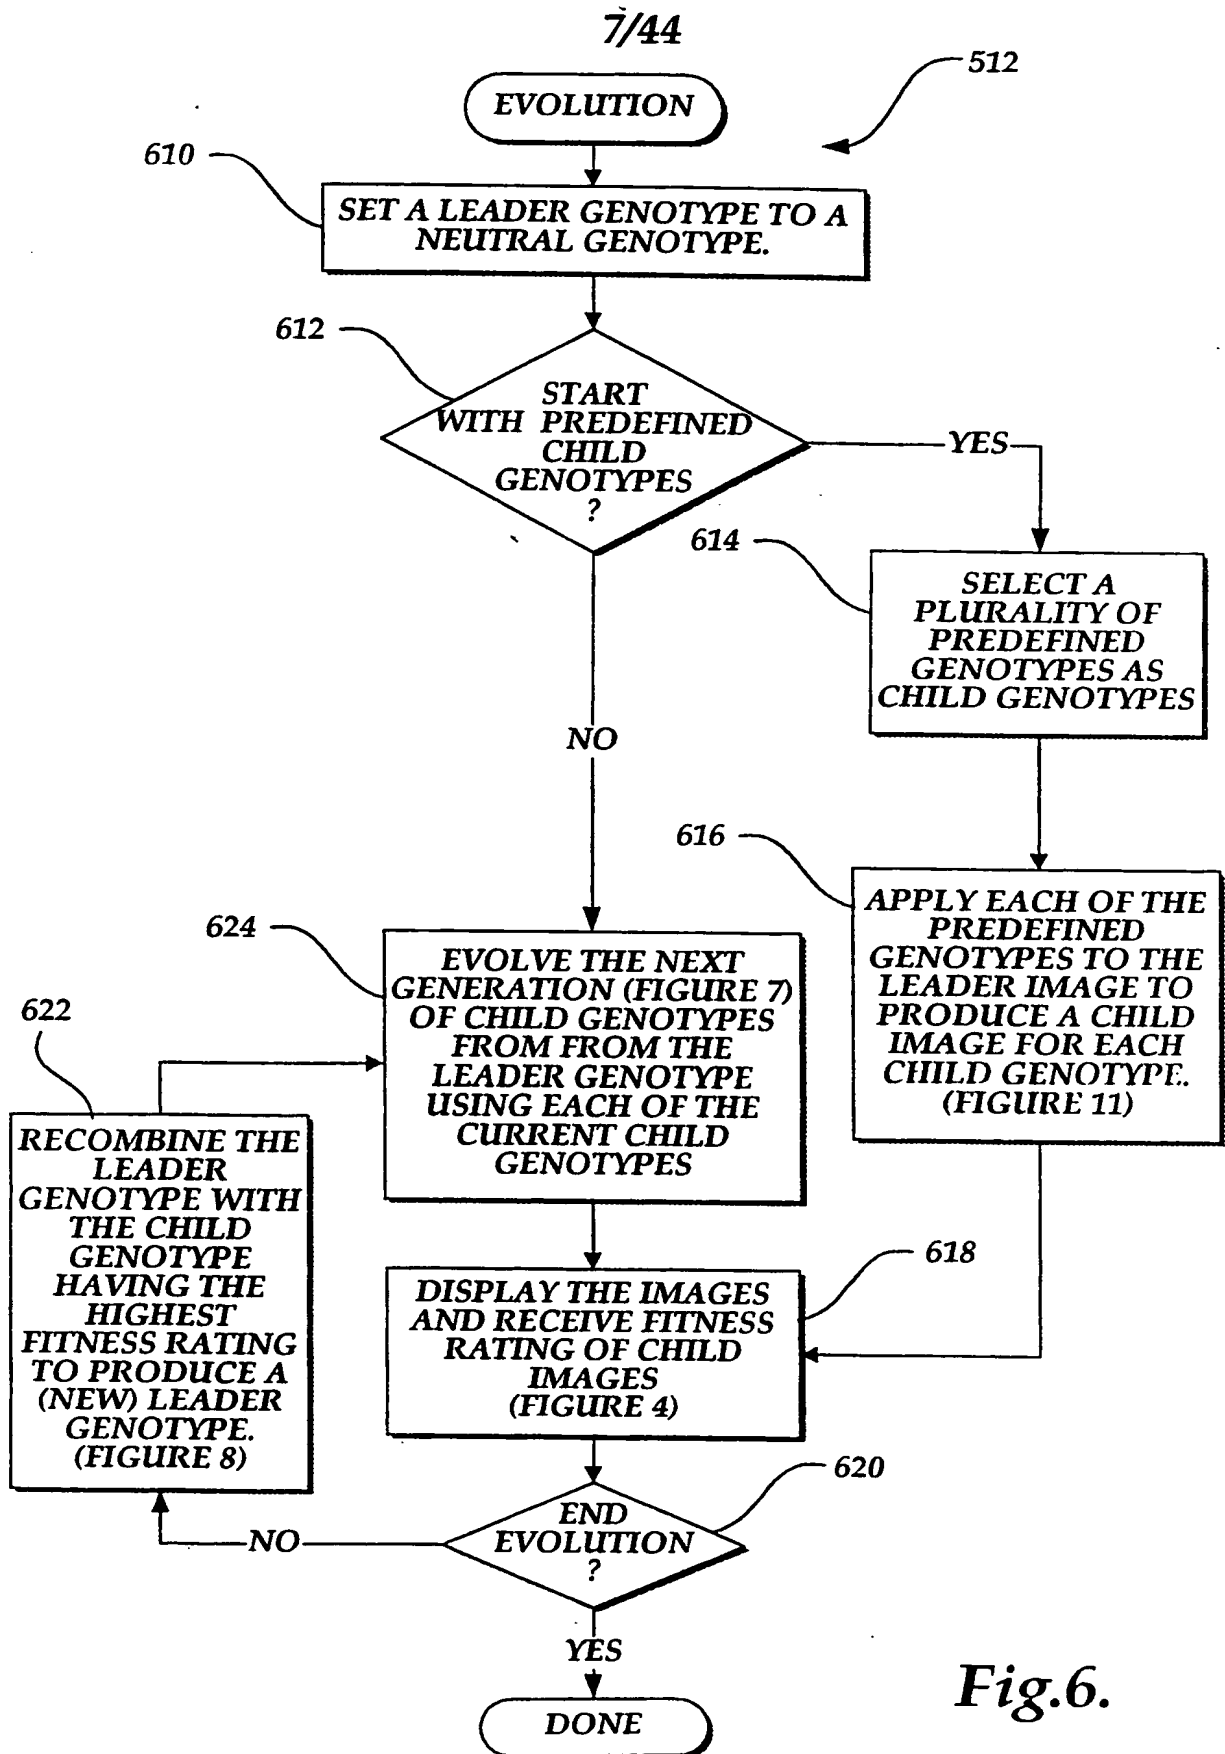 7/44
512
EVOLUTION
610
SET A LEADER GENOTYPE TO A
NEUTRAL GENOTYPE.
612
START
WITH PREDEFINED
CHILD
GENOTYPES
?
YES
614
SELECT A
PLURALITY OF
PREDEFINED
GENOTYPES AS
CHILD GENOTYPES
NO
616
APPLY EACH OF THE
PREDEFINED
GENOTYPES TO THE
LEADER IMAGE TO
PRODUCE A CHILD
IMAGE FOR EACH
CHILD GENOTYPE.
(FIGURE 11)
624
EVOLVE THE NEXT
GENERATION (FIGURE 7)
OF CHILD GENOTYPES
FROM FROM THE
LEADER GENOTYPE
USING EACH OF THE
CURRENT CHILD
GENOTYPES
622
RECOMBINE THE
LEADER
GENOTYPE WITH
THE CHILD
GENOTYPE
HAVING THE
HIGHEST
FITNESS RATING
TO PRODUCE A
(NEW) LEADER
GENOTYPE.
(FIGURE 8)
618
DISPLAY THE IMAGES
AND RECEIVE FITNESS
RATING OF CHILD
IMAGES
(FIGURE 4)
620
END
EVOLUTION
?
NO
YES
DONE
Fig.6.